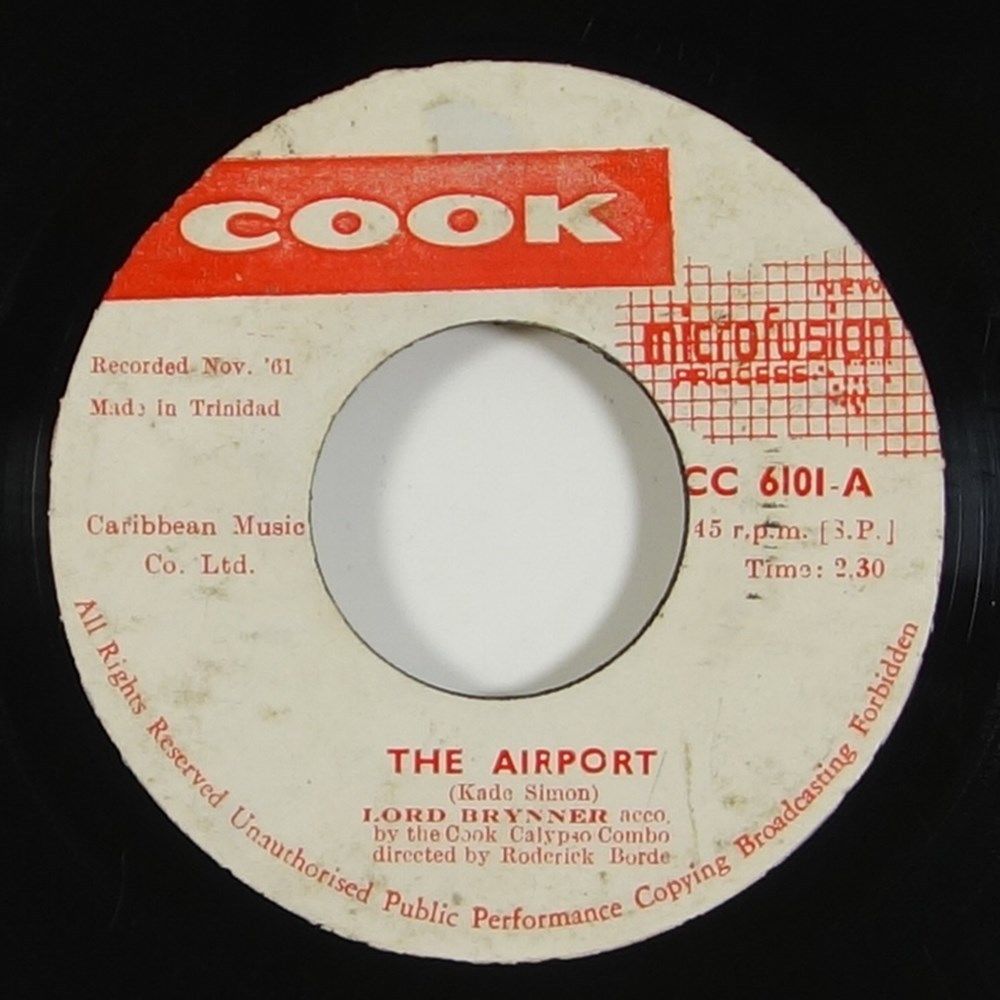 COOK
NEW
microfusion
PROCESS
Recorded Nov. '61
Made in Trinidad
CC 6101-A
Caribbean Music
Co. Ltd.
45 r.p.m. [S.P.]
Time: 2.30
THE AIRPORT
(Kade Simon)
LORD BRYNNER acco.
by the Cook Calypso Combo
directed by Roderick Borde
All Rights Reserved Unauthorised Public Performance Copying Broadcasting Forbidden